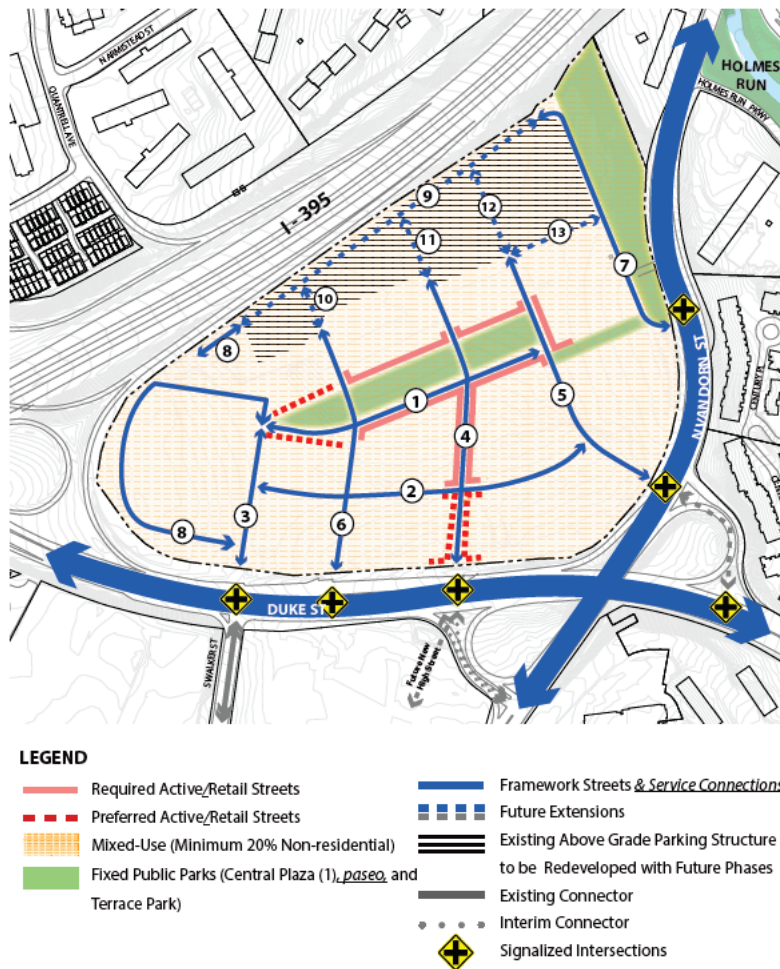 N ARMISTEAD ST
QUANTRELL AVE
HOLMES
RUN
HOLMES RUN PKWY
I - 395
9
12
11
13
10
7
8
1
5
4
N VAN DORN ST
CENTURY PL
2
3
6
8
DUKE ST
S WALKER ST
Future New
High Street
LEGEND
Required Active/Retail Streets
Preferred Active/Retail Streets
Mixed-Use (Minimum 20% Non-residential)
Fixed Public Parks (Central Plaza (1), paseo, and
Terrace Park)
Framework Streets & Service Connections
Future Extensions
Existing Above Grade Parking Structure
to be Redeveloped with Future Phases
Existing Connector
Interim Connector
Signalized Intersections